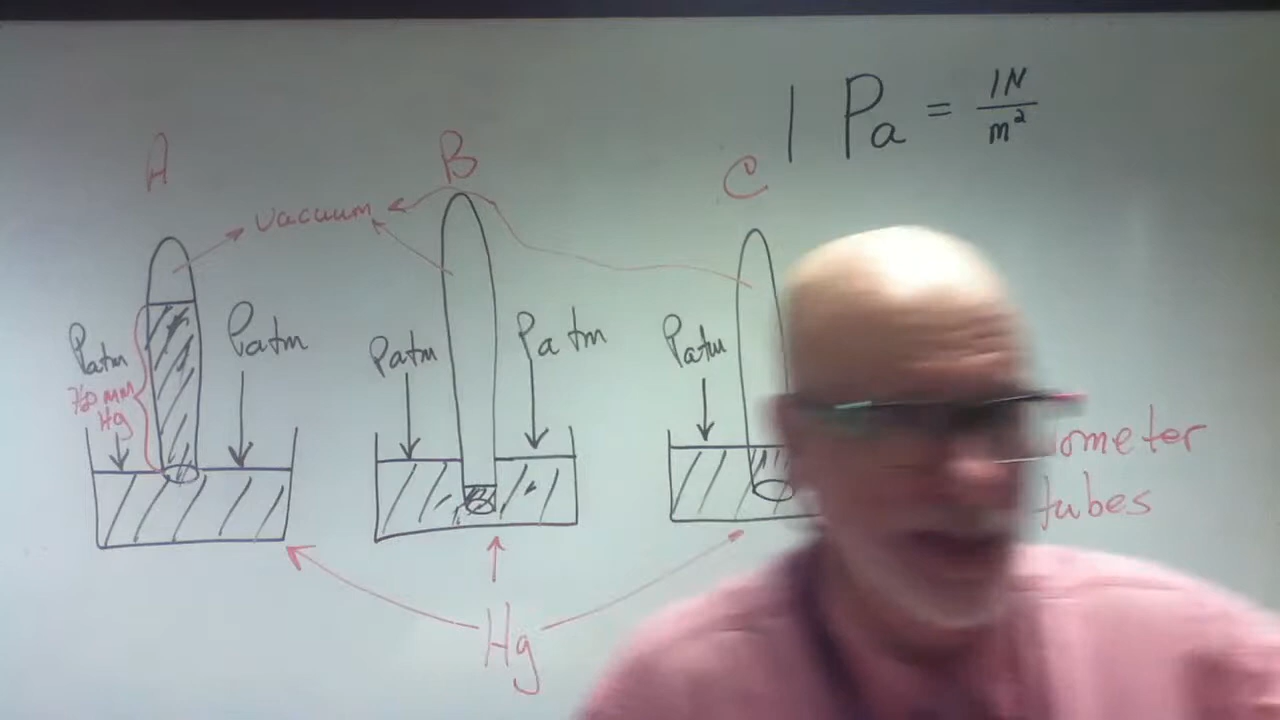 1 Pa = 1N/m²
A
B
C
vacuum
Patm
760 mm
Hg
Patm
Patm
Patm
Patm
ometer
tubes
Hg